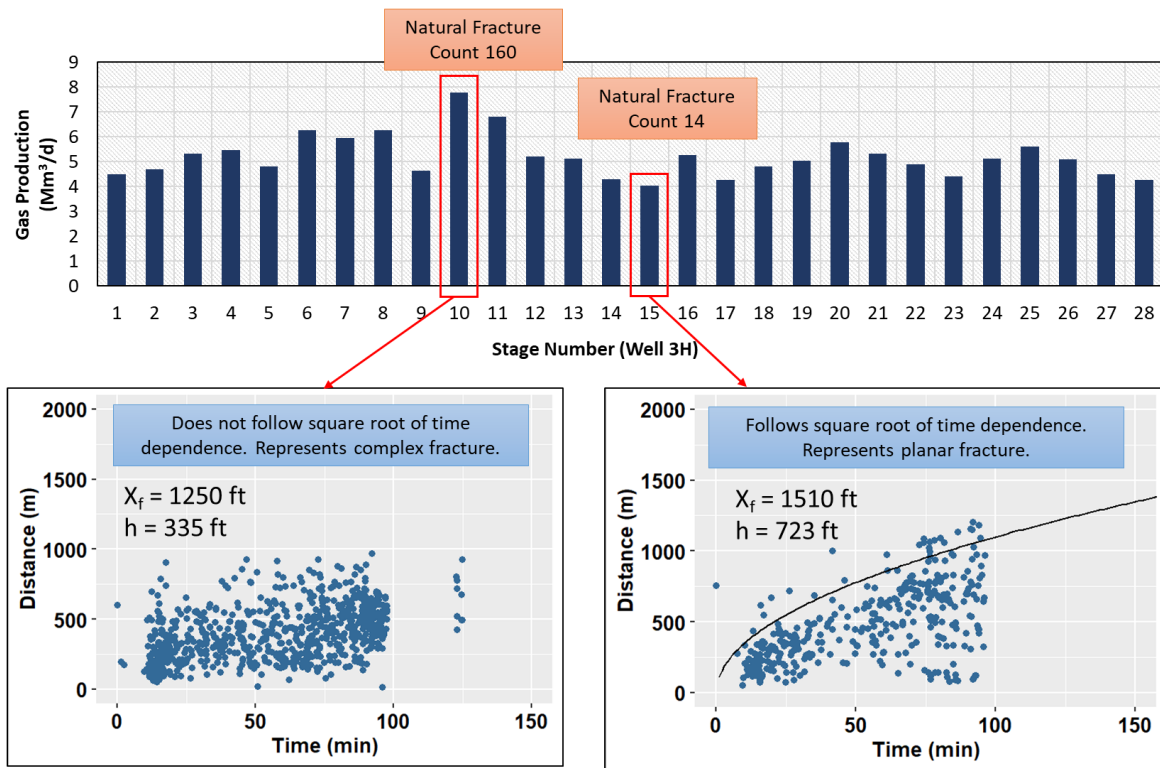 Natural Fracture
Count 160
Natural Fracture
Count 14
Gas Production
(Mm³/d)
9
8
7
6
5
4
3
2
1
0
1 2 3 4 5 6 7 8 9 10 11 12 13 14 15 16 17 18 19 20 21 22 23 24 25 26 27 28
Stage Number (Well 3H)
Does not follow square root of time
dependence. Represents complex fracture.
X_f = 1250 ft
h = 335 ft
Distance (m)
2000
1500
1000
500
0
0 50 100 150
Time (min)
Follows square root of time dependence.
Represents planar fracture.
X_f = 1510 ft
h = 723 ft
Distance (m)
2000
1500
1000
500
0
0 50 100 150
Time (min)